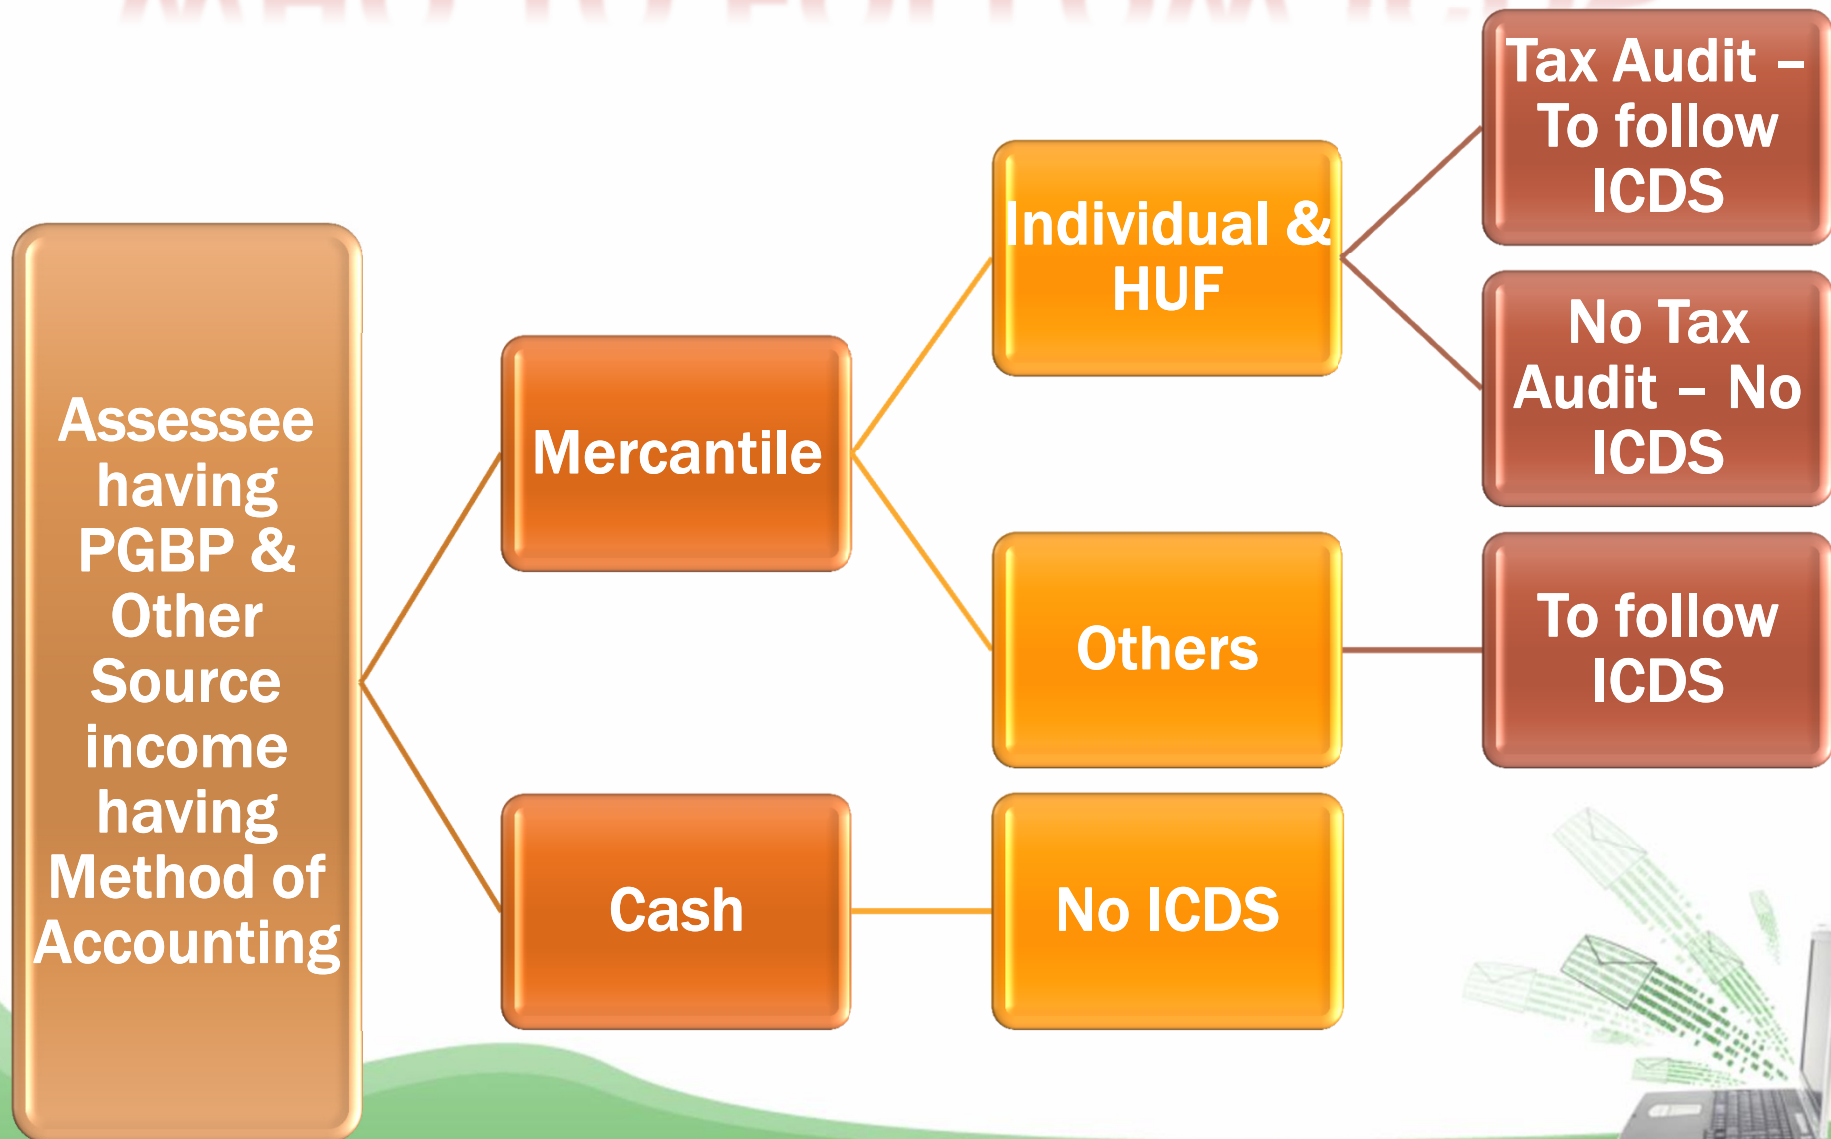 Assessee
having
PGBP &
Other
Source
income
having
Method of
Accounting
Mercantile
Cash
Individual &
HUF
Others
No ICDS
Tax Audit –
To follow
ICDS
No Tax
Audit – No
ICDS
To follow
ICDS